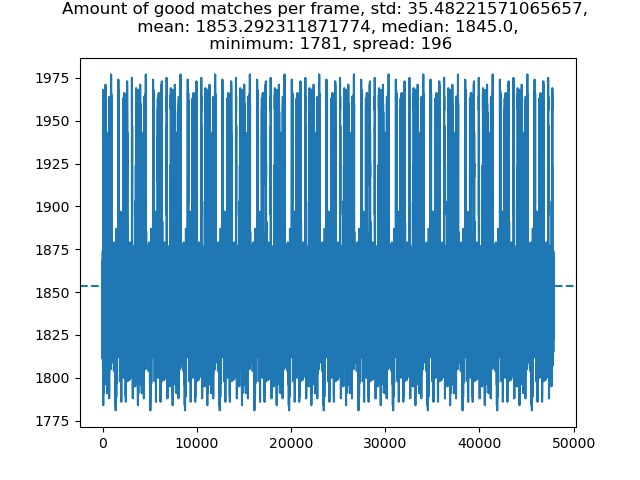 Amount of good matches per frame, std: 35.48221571065657,
mean: 1853.292311871774, median: 1845.0,
minimum: 1781, spread: 196
1975
1950
1925
1900
1875
1850
1825
1800
1775
0 10000 20000 30000 40000 50000